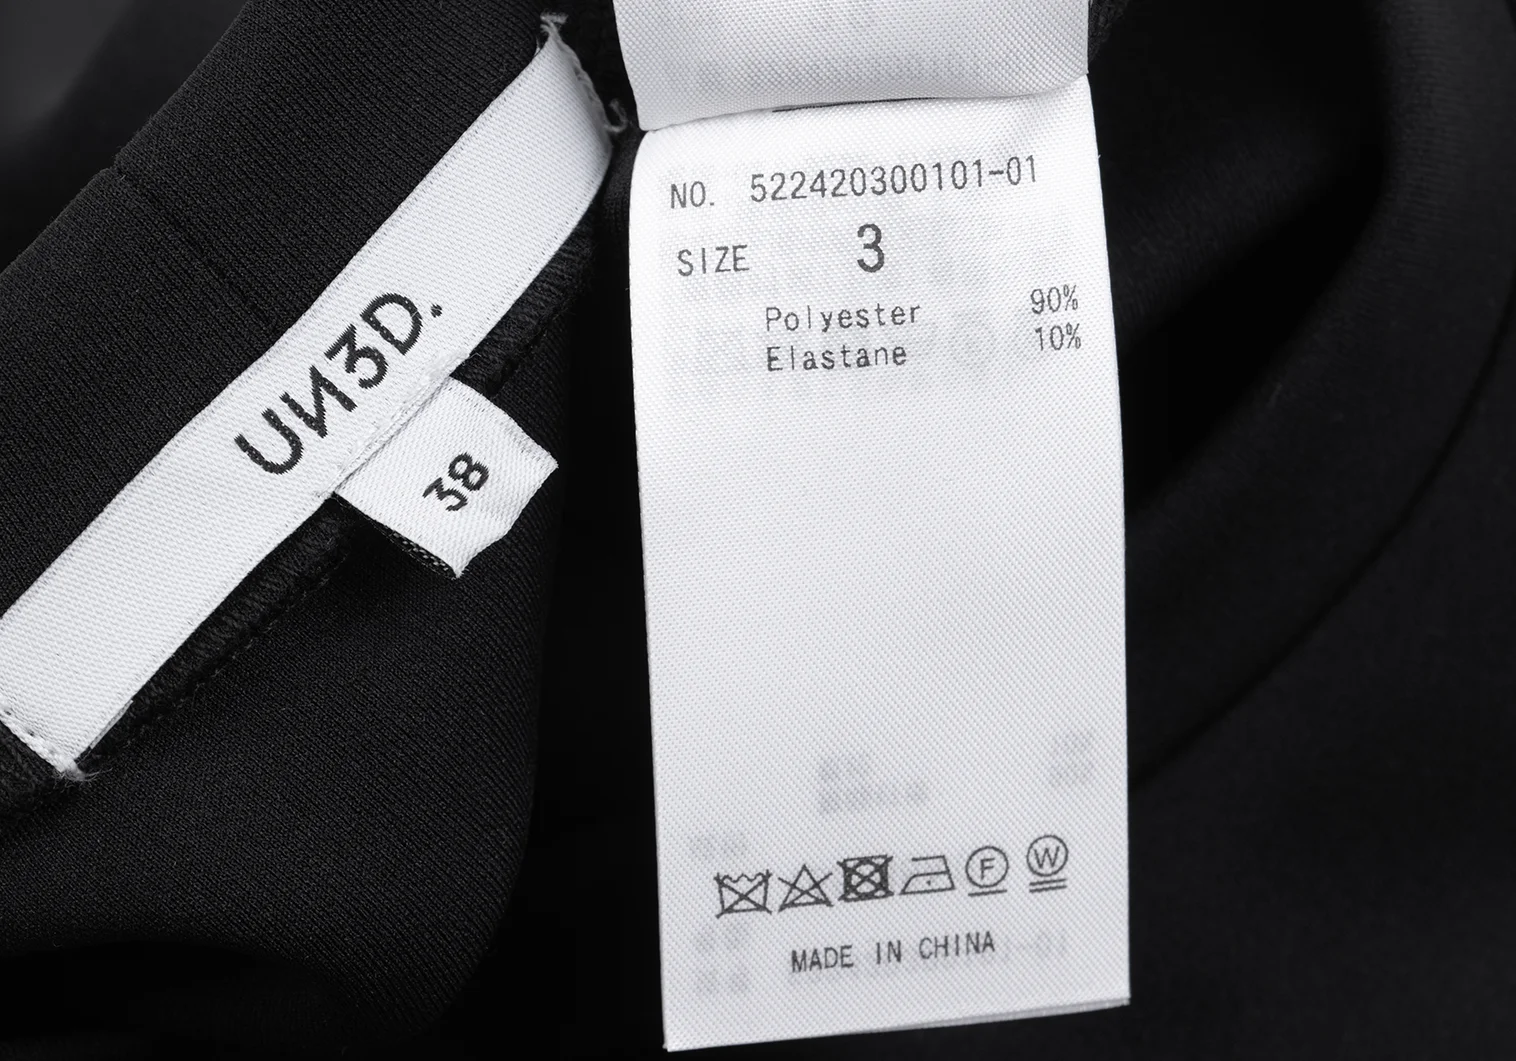 UN3D.
38
NO. 522420300101-01
SIZE 3
Polyester 90%
Elastane 10%
F
W
MADE IN CHINA